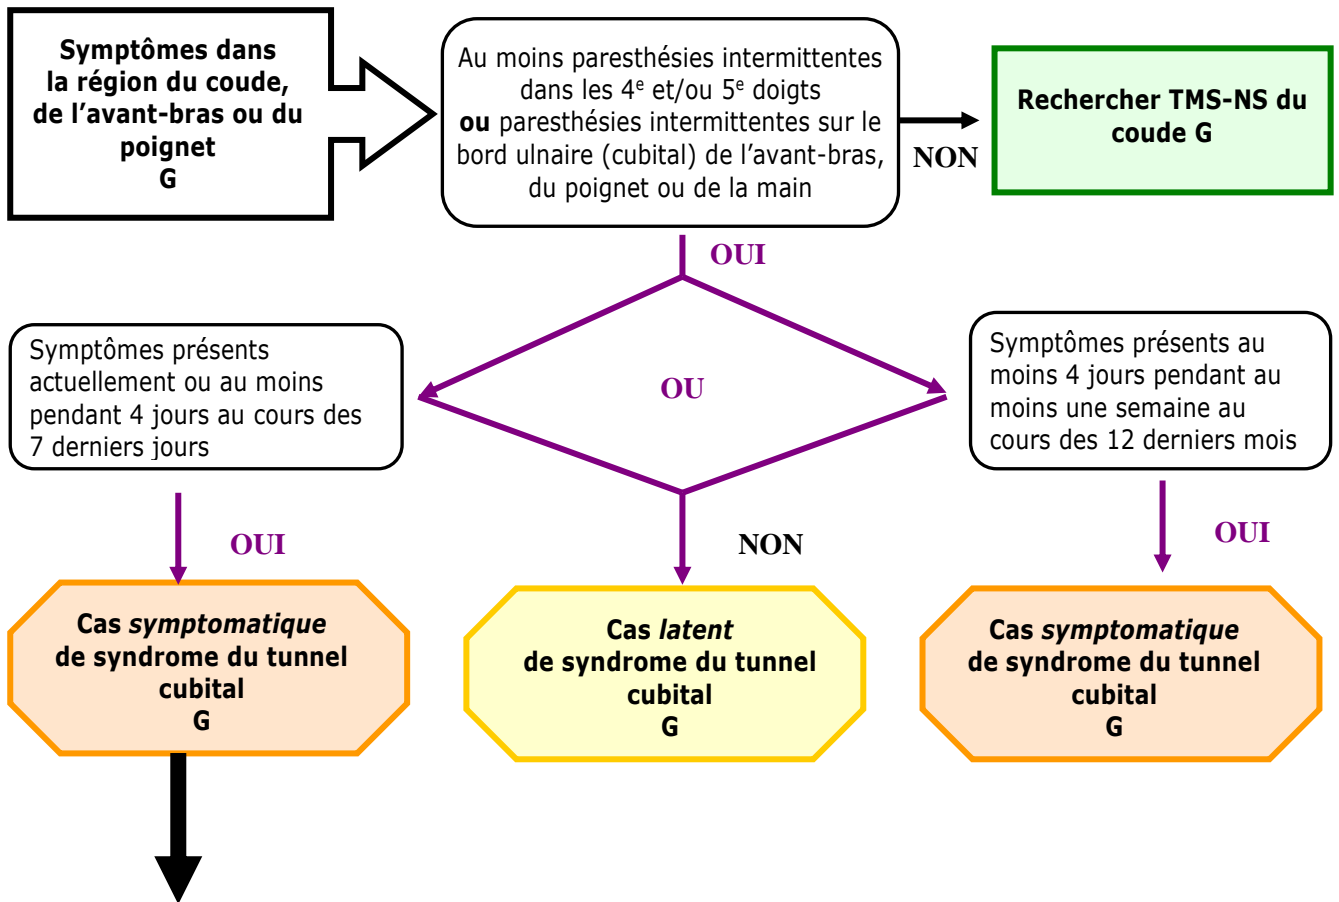 Symptômes dans
la région du coude,
de l’avant-bras ou du
poignet
G
Au moins paresthésies intermittentes
dans les 4e et/ou 5e doigts
ou paresthésies intermittentes sur le
bord ulnaire (cubital) de l’avant-bras,
du poignet ou de la main
NON
Rechercher TMS-NS du
coude G
OUI
Symptômes présents
actuellement ou au moins
pendant 4 jours au cours des
7 derniers jours
OU
Symptômes présents au
moins 4 jours pendant au
moins une semaine au
cours des 12 derniers mois
OUI
NON
OUI
Cas symptomatique
de syndrome du tunnel
cubital
G
Cas latent
de syndrome du tunnel
cubital
G
Cas symptomatique
de syndrome du tunnel
cubital
G